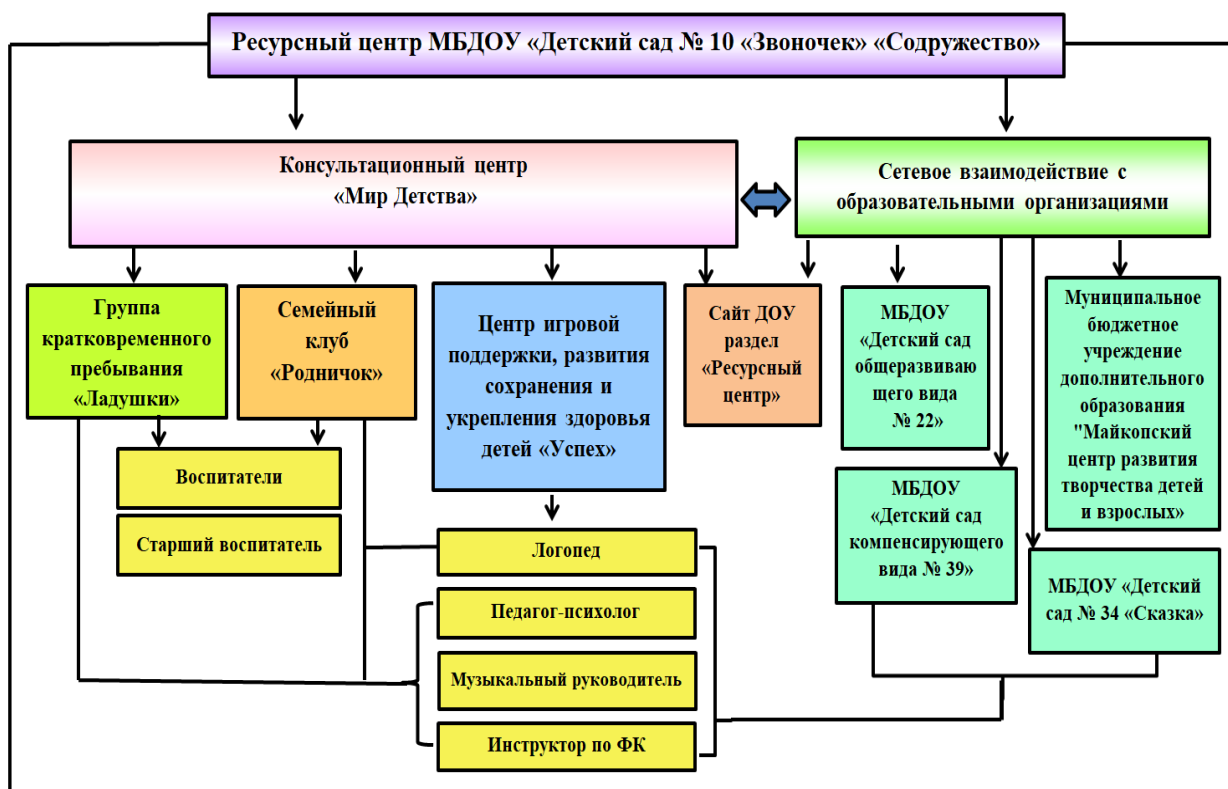 Ресурсный центр МБДОУ «Детский сад № 10 «Звоночек» «Содружество»
Консультационный центр
«Мир Детства»
Сетевое взаимодействие с
образовательными организациями
Группа
кратковременного
пребывания
«Ладушки»
Семейный
клуб
«Родничок»
Центр игровой
поддержки, развития
сохранения и
укрепления здоровья
детей «Успех»
Сайт ДОУ
раздел
«Ресурсный
центр»
МБДОУ
«Детский сад
общеразвиваю
щего вида
№ 22»
Муниципальное
бюджетное
учреждение
дополнительного
образования
"Майкопский
центр развития
творчества детей
и взрослых»
Воспитатели
Старший воспитатель
Логопед
Педагог-психолог
Музыкальный руководитель
Инструктор по ФК
МБДОУ
«Детский сад
компенсирующего
вида № 39»
МБДОУ «Детский
сад № 34 «Сказка»